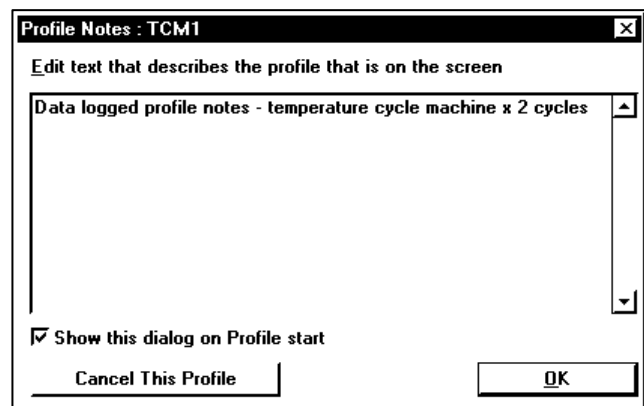 Profile Notes : TCM1
Edit text that describes the profile that is on the screen
Data logged profile notes - temperature cycle machine x 2 cycles
Show this dialog on Profile start
Cancel This Profile
OK